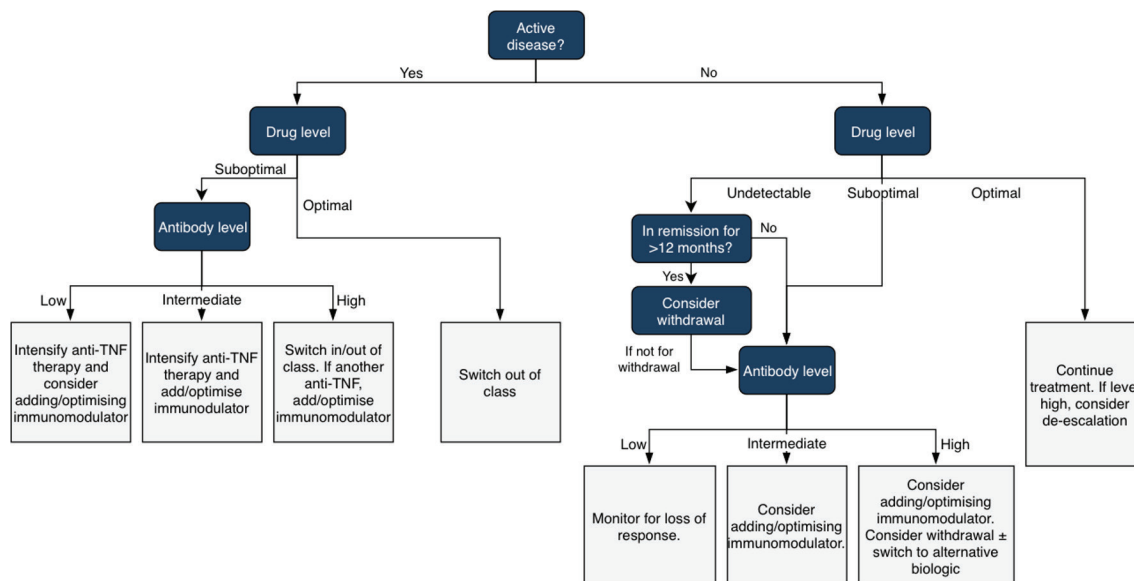 Active
disease?
Yes
No
Drug level
Drug level
Suboptimal
Optimal
Undetectable
Suboptimal
Optimal
Antibody level
In remission for
>12 months?
No
Yes
Low
Intermediate
High
Consider
withdrawal
If not for
withdrawal
Antibody level
Intensify anti-TNF
therapy and
consider
adding/optimising
immunomodulator
Intensify anti-TNF
therapy and
add/optimise
immunodulator
Switch in/out of
class. If another
anti-TNF,
add/optimise
immunomodulator
Switch out of
class
Continue
treatment. If level
high, consider
de-escalation
Low
Intermediate
High
Monitor for loss of
response.
Consider
adding/optimising
immunomodulator.
Consider
adding/optimising
immunomodulator.
Consider withdrawal ±
switch to alternative
biologic